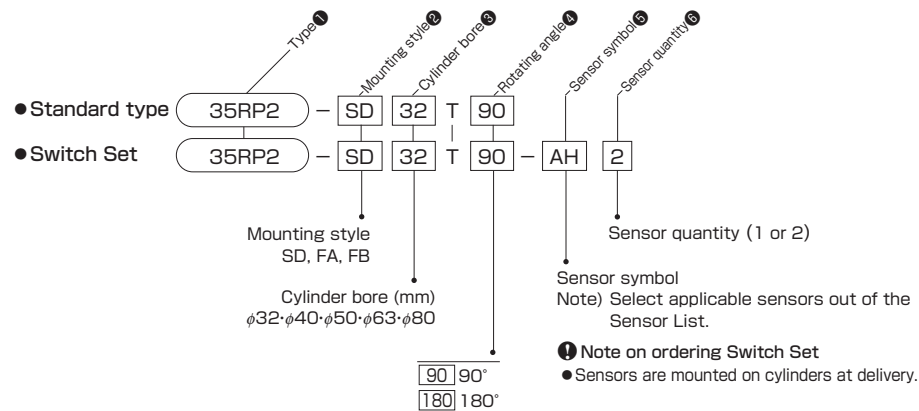 Type❶
Mounting style❷
Cylinder bore❸
Rotating angle❹
Sensor symbol❺
Sensor quantity❻
●Standard type 35RP2 − SD 32 T 90
●Switch Set 35RP2 − SD 32 T 90 − AH 2
Mounting style
SD, FA, FB
Cylinder bore (mm)
φ32・φ40・φ50・φ63・φ80
90 90°
180 180°
Sensor quantity (1 or 2)
Sensor symbol
Note) Select applicable sensors out of the
Sensor List.
! Note on ordering Switch Set
●Sensors are mounted on cylinders at delivery.